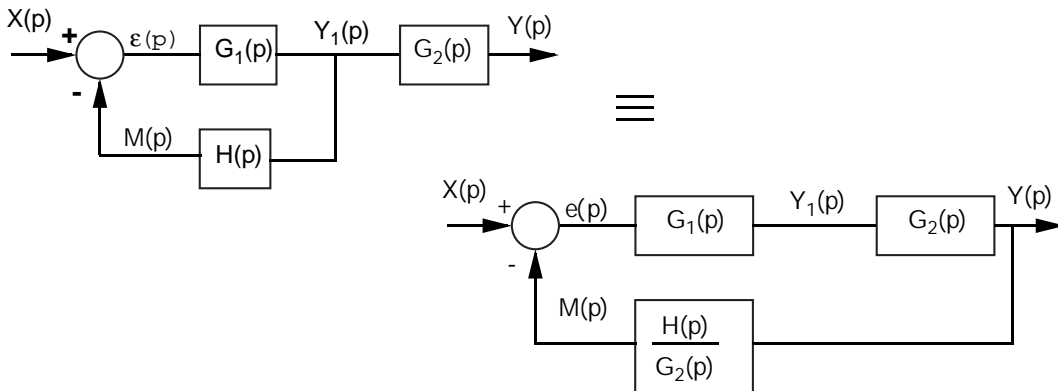 X(p)
+
ε(p)
G₁(p)
Y₁(p)
G₂(p)
Y(p)
-
M(p)
H(p)
≡
X(p)
+
e(p)
G₁(p)
Y₁(p)
G₂(p)
Y(p)
-
M(p)
H(p)
G₂(p)